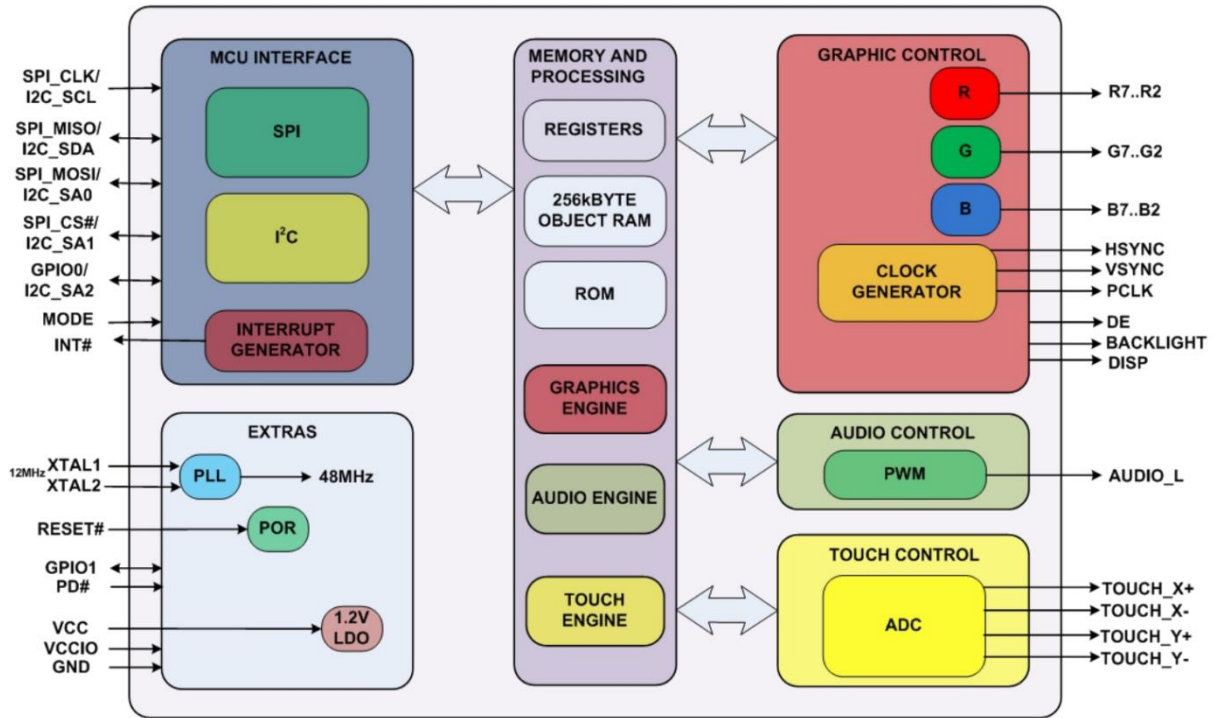 MCU INTERFACE
SPI_CLK/
I2C_SCL
SPI_MISO/
I2C_SDA
SPI_MOSI/
I2C_SA0
SPI_CS#/
I2C_SA1
GPIO0/
I2C_SA2
MODE
INT#
SPI
I²C
INTERRUPT
GENERATOR
EXTRAS
12MHz XTAL1
XTAL2
PLL
48MHz
RESET#
POR
GPIO1
PD#
VCC
VCCIO
GND
1.2V
LDO
MEMORY AND
PROCESSING
REGISTERS
256kBYTE
OBJECT RAM
ROM
GRAPHICS
ENGINE
AUDIO ENGINE
TOUCH
ENGINE
GRAPHIC CONTROL
R
R7..R2
G
G7..G2
B
B7..B2
CLOCK
GENERATOR
HSYNC
VSYNC
PCLK
DE
BACKLIGHT
DISP
AUDIO CONTROL
PWM
AUDIO_L
TOUCH CONTROL
ADC
TOUCH_X+
TOUCH_X-
TOUCH_Y+
TOUCH_Y-